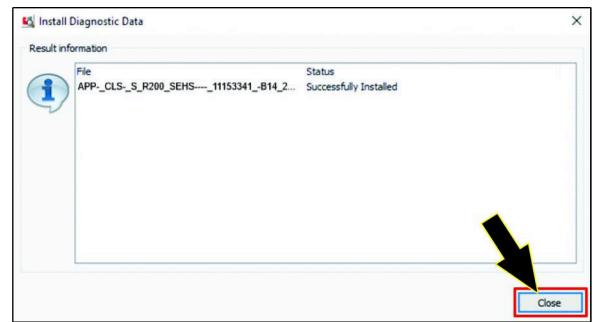 Install Diagnostic Data
Result information
File Status
APP-_CLS-_S_R200_SEHS----_11153341_-B14_2... Successfully Installed
Close